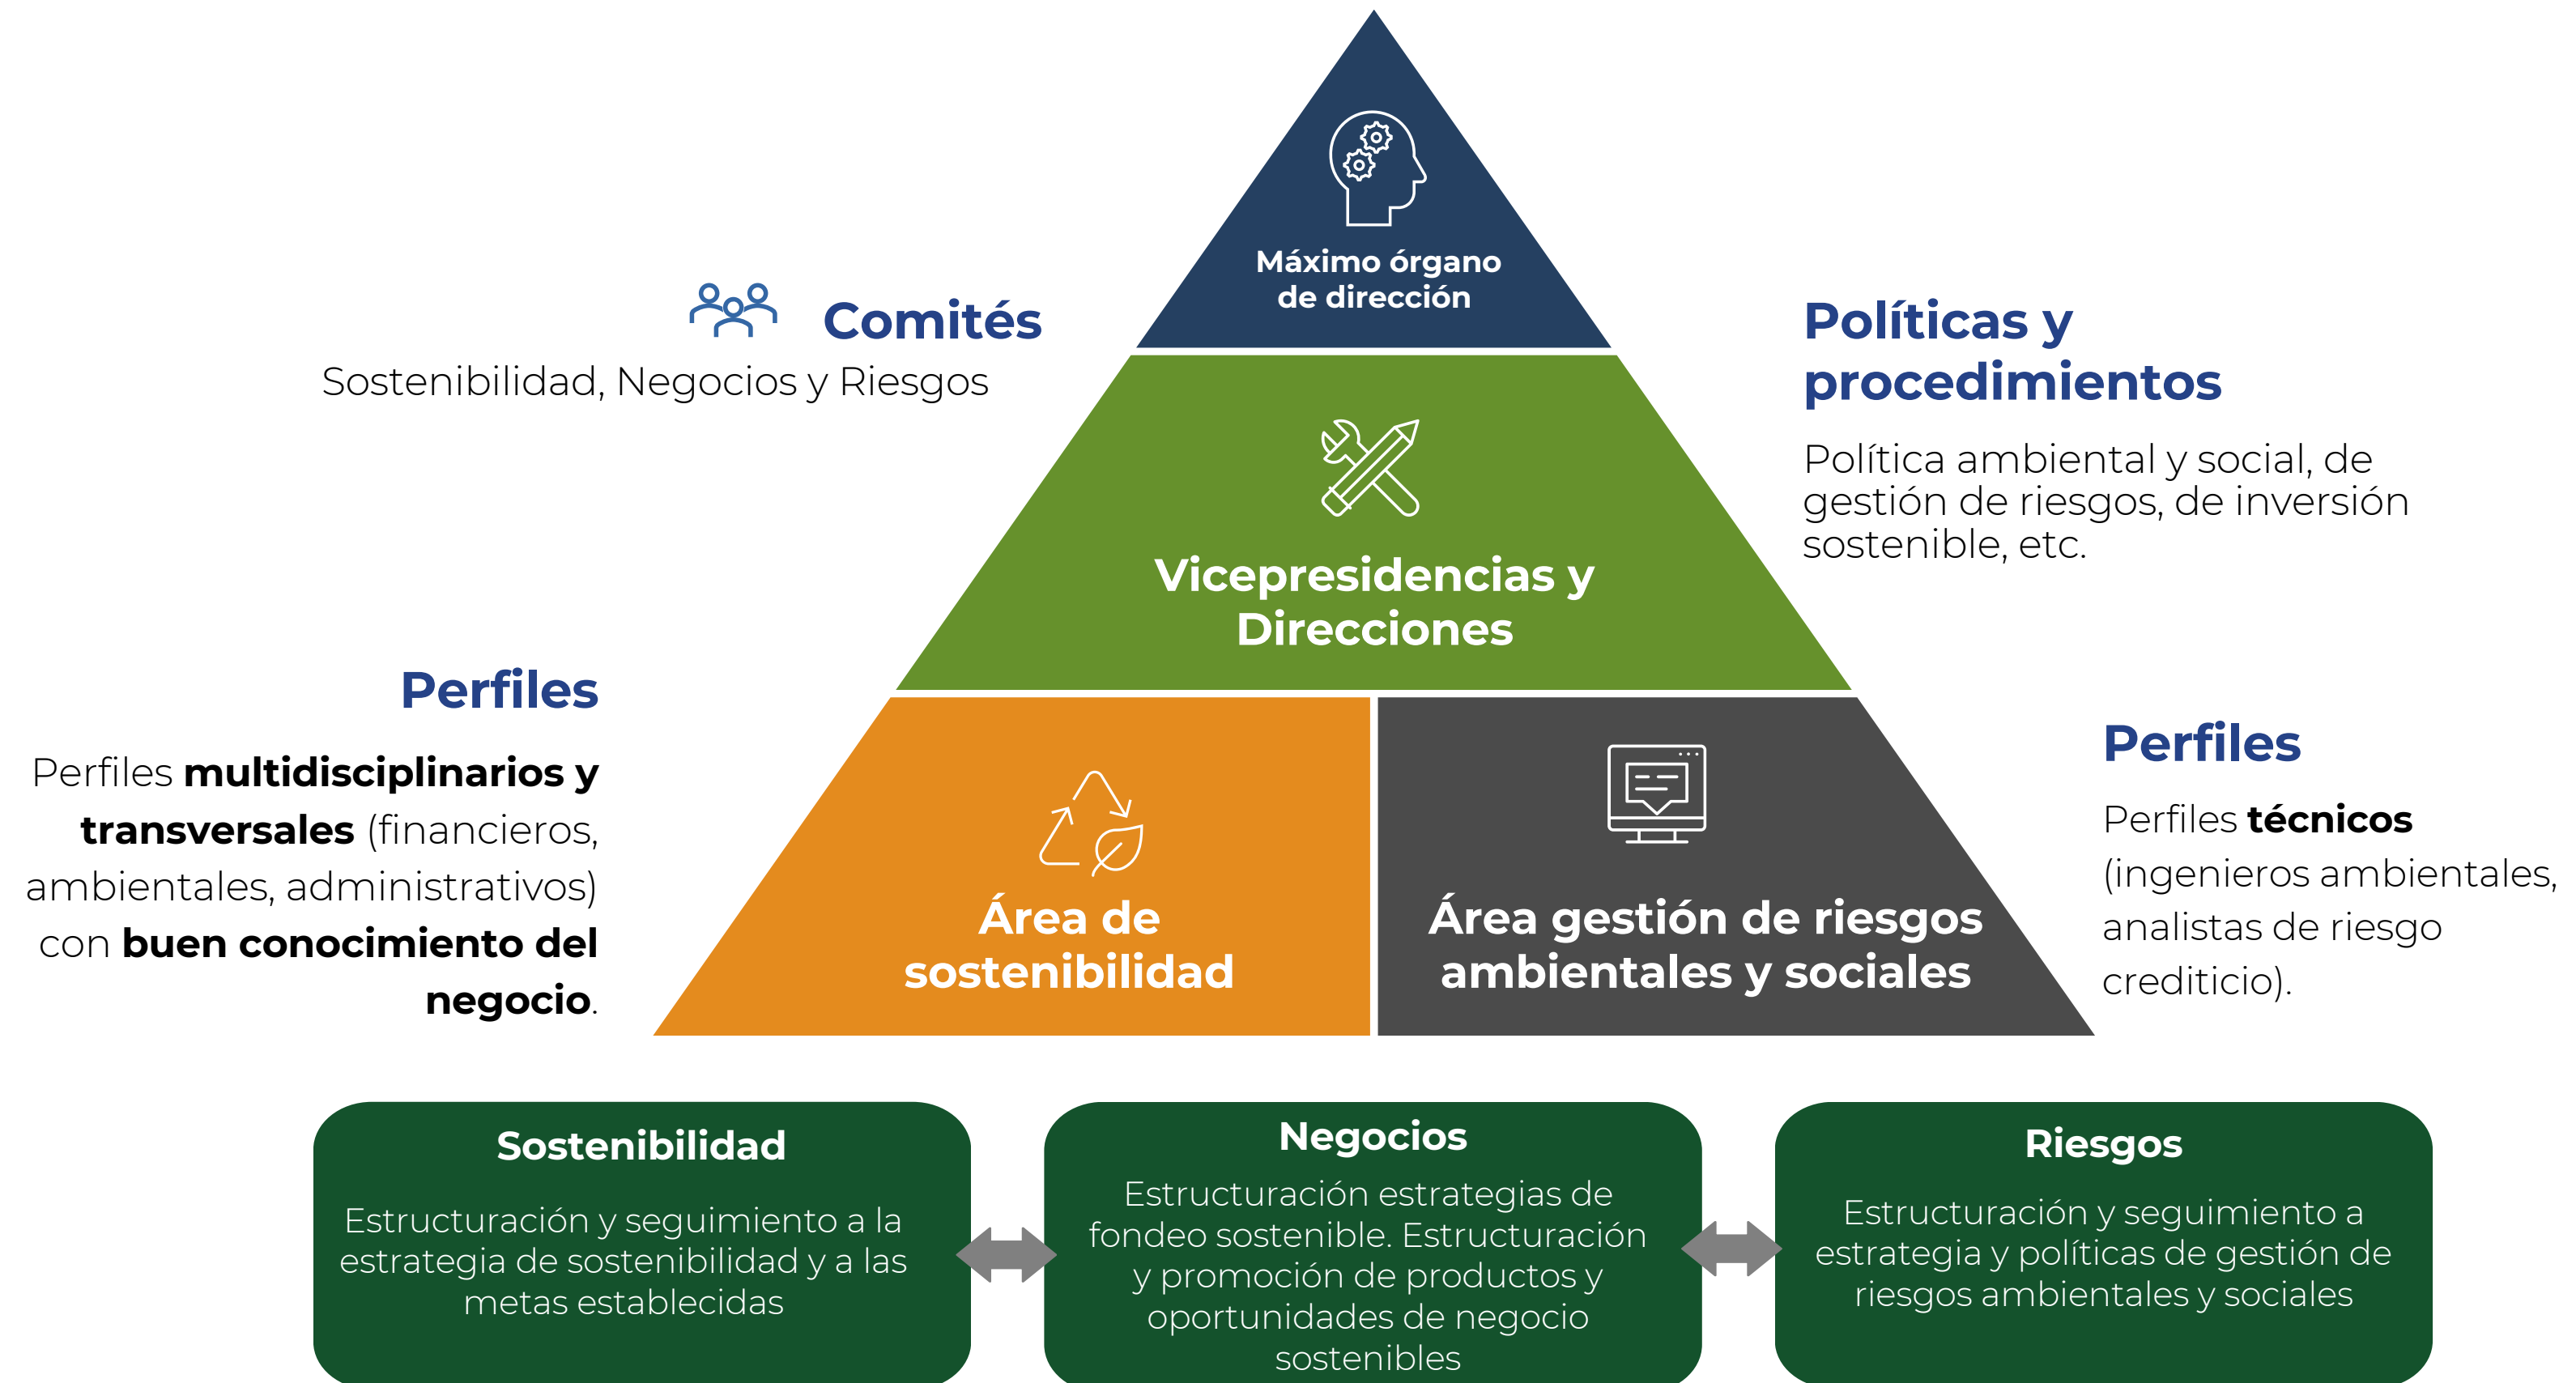 Máximo órgano
de dirección
Comités
Sostenibilidad, Negocios y Riesgos
Políticas y
procedimientos
Política ambiental y social, de
gestión de riesgos, de inversión
sostenible, etc.
Vicepresidencias y
Direcciones
Perfiles
Perfiles multidisciplinarios y
transversales (financieros,
ambientales, administrativos)
con buen conocimiento del
negocio.
Área de
sostenibilidad
Área gestión de riesgos
ambientales y sociales
Perfiles
Perfiles técnicos
(ingenieros ambientales,
analistas de riesgo
crediticio).
Sostenibilidad
Estructuración y seguimiento a la
estrategia de sostenibilidad y a las
metas establecidas
Negocios
Estructuración estrategias de
fondeo sostenible. Estructuración
y promoción de productos y
oportunidades de negocio
sostenibles
Riesgos
Estructuración y seguimiento a
estrategia y políticas de gestión de
riesgos ambientales y sociales